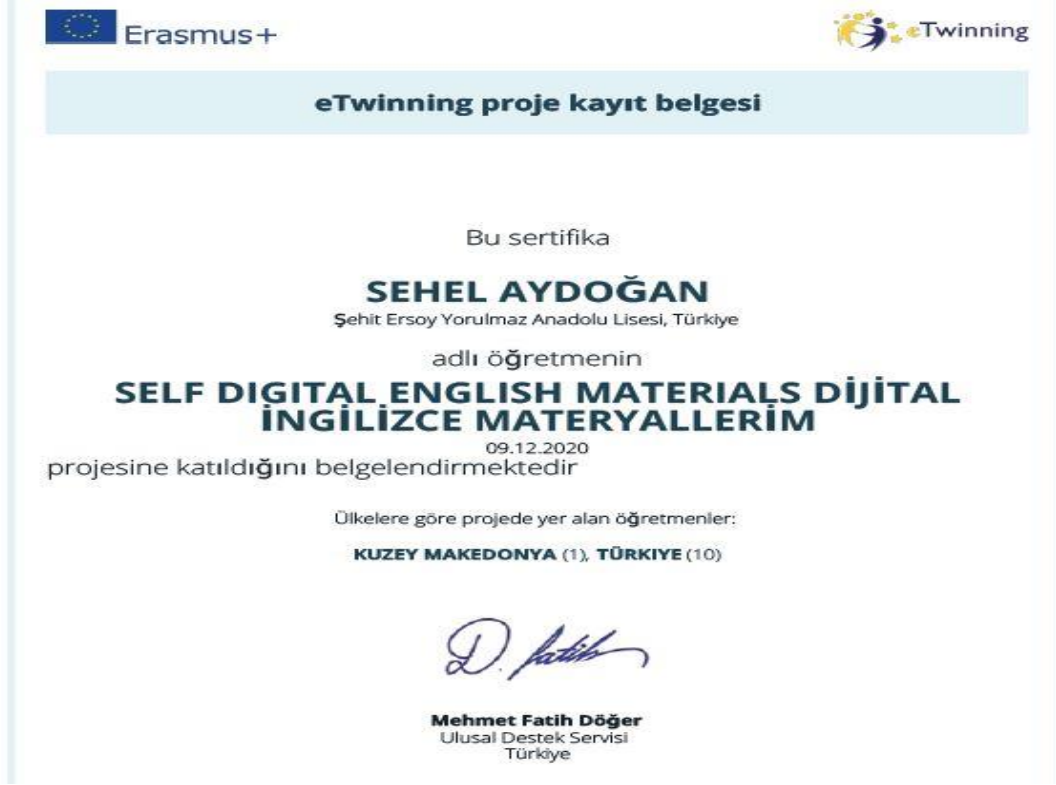 Erasmus+
eTwinning
eTwinning proje kayıt belgesi
Bu sertifika
SEHEL AYDOĞAN
Şehit Ersoy Yorulmaz Anadolu Lisesi, Türkiye
adlı öğretmenin
SELF DIGITAL ENGLISH MATERIALS DİJİTAL
İNGİLİZCE MATERYALLERİM
09.12.2020
projesine katıldığını belgelendirmektedir
Ülkelere göre projede yer alan öğretmenler:
KUZEY MAKEDONYA (1), TÜRKIYE (10)
D. fatih
Mehmet Fatih Döğer
Ulusal Destek Servisi
Türkiye